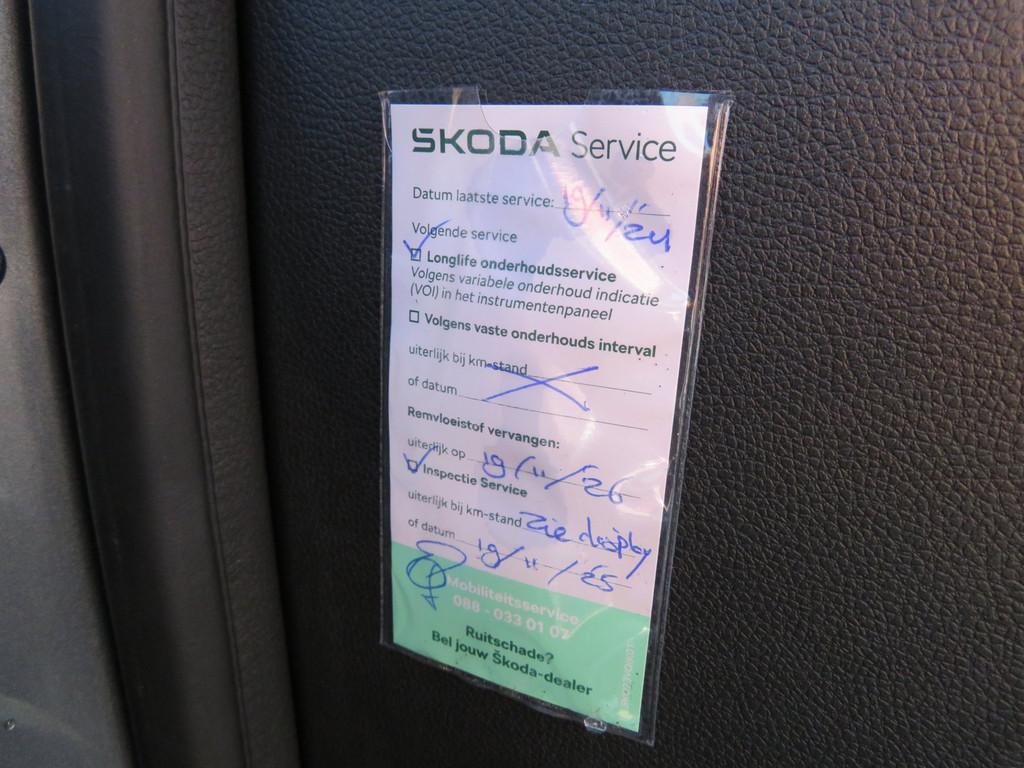 SKODA Service
Datum laatste service: 19/11/24
Volgende service
Longlife onderhoudsservice
Volgens variabele onderhoud indicatie
(VOI) in het instrumentenpaneel
Volgens vaste onderhouds interval
uiterlijk bij km-stand
of datum
Remvloeistof vervangen:
uiterlijk op 19/11/26
Inspectie Service
uiterlijk bij km-stand Zie display
of datum 19/11/25
Mobiliteitsservice
088 - 033 01 02
Ruitschade?
Bel jouw Škoda-dealer